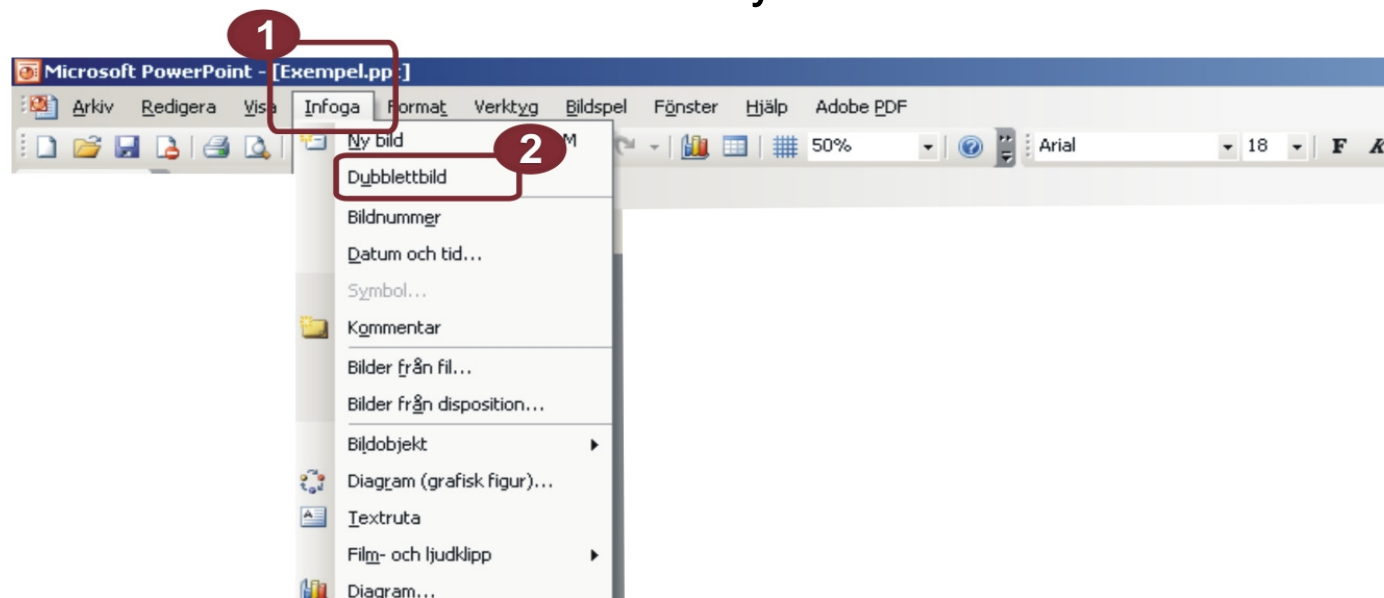 1
Microsoft PowerPoint - [Exempel.ppt]
Arkiv Redigera Visa Infoga Format Verktyg Bildspel Fönster Hjälp Adobe PDF
50% Arial 18 F K
Ny bild M
2
Dubblettbild
Bildnummer
Datum och tid...
Symbol...
Kommentar
Bilder från fil...
Bilder från disposition...
Bildobjekt
Diagram (grafisk figur)...
Textruta
Film- och ljudklipp
Diagram...